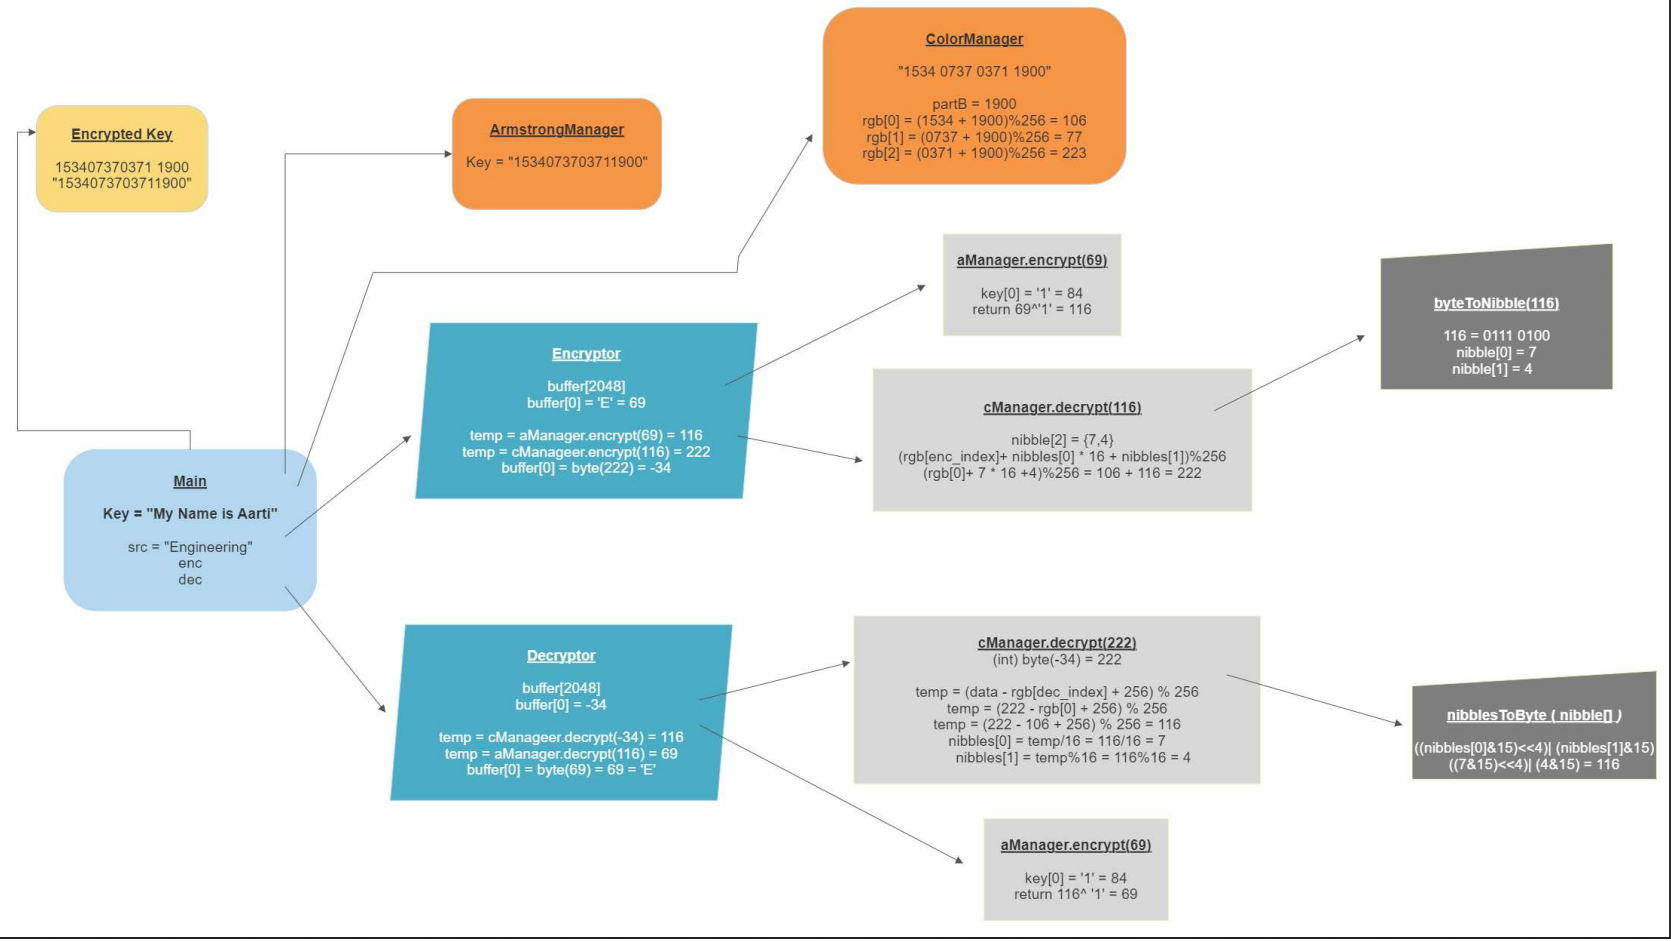 ColorManager
"1534 0737 0371 1900"
partB = 1900
rgb[0] = (1534 + 1900)%256 = 106
rgb[1] = (0737 + 1900)%256 = 77
rgb[2] = (0371 + 1900)%256 = 223
Encrypted Key
153407370371 1900
"1534073703711900"
ArmstrongManager
Key = "1534073703711900"
aManager.encrypt(69)
key[0] = '1' = 84
return 69^'1' = 116
byteToNibble(116)
116 = 0111 0100
nibble[0] = 7
nibble[1] = 4
Encryptor
buffer[2048]
buffer[0] = 'E' = 69
temp = aManager.encrypt(69) = 116
temp = cManageer.encrypt(116) = 222
buffer[0] = byte(222) = -34
cManager.decrypt(116)
nibble[2] = {7,4}
(rgb[enc_index]+ nibbles[0] * 16 + nibbles[1])%256
(rgb[0]+ 7 * 16 +4)%256 = 106 + 116 = 222
Main
Key = "My Name is Aarti"
src = "Engineering"
enc
dec
Decryptor
buffer[2048]
buffer[0] = -34
temp = cManageer.decrypt(-34) = 116
temp = aManager.decrypt(116) = 69
buffer[0] = byte(69) = 69 = 'E'
cManager.decrypt(222)
(int) byte(-34) = 222
temp = (data - rgb[dec_index] + 256) % 256
temp = (222 - rgb[0] + 256) % 256
temp = (222 - 106 + 256) % 256 = 116
nibbles[0] = temp/16 = 116/16 = 7
nibbles[1] = temp%16 = 116%16 = 4
nibblesToByte ( nibble[] )
((nibbles[0]&15)<<4)| (nibbles[1]&15)
((7&15)<<4)| (4&15) = 116
aManager.encrypt(69)
key[0] = '1' = 84
return 116^ '1' = 69